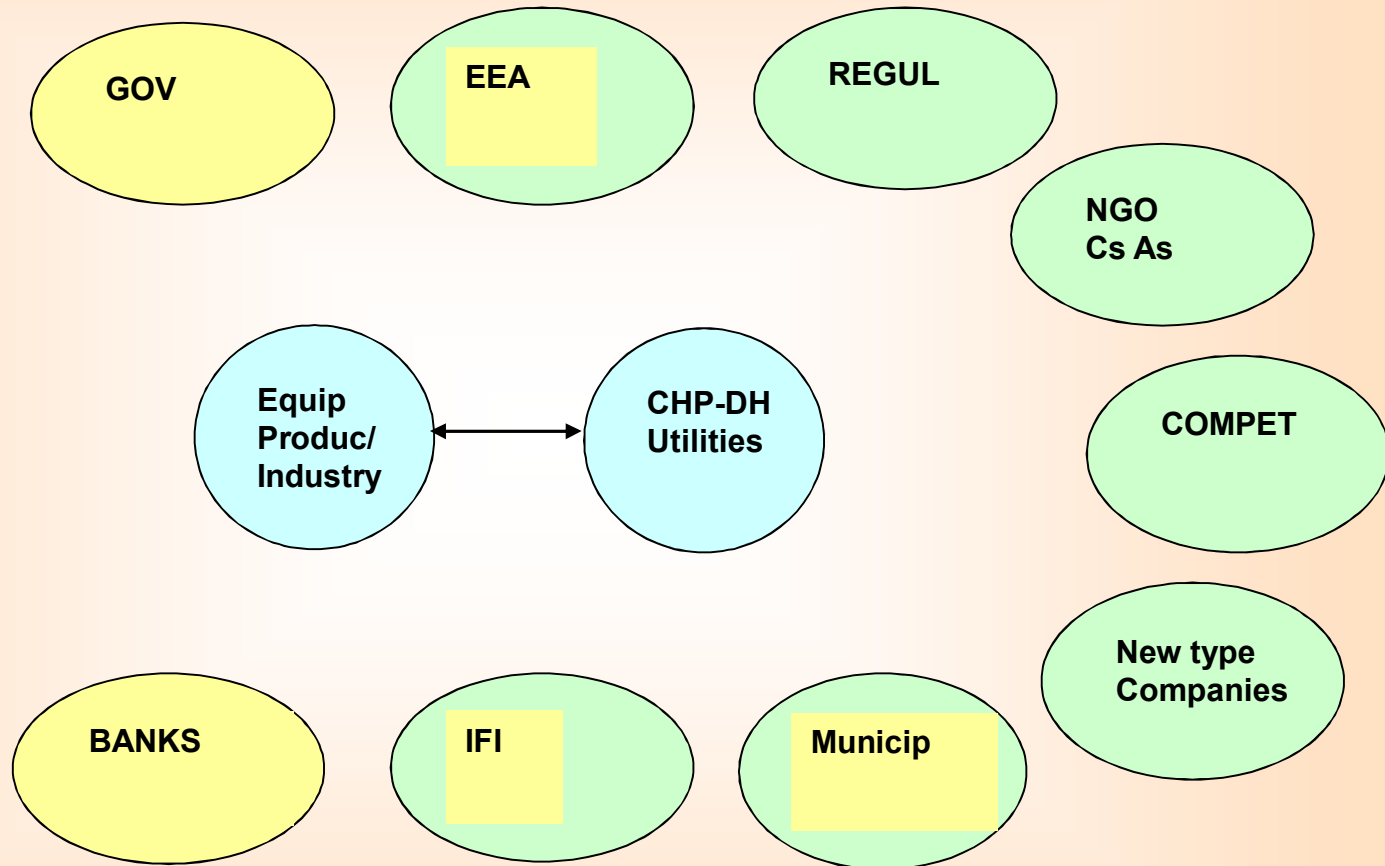 GOV
EEA
REGUL
NGO
Cs As
Equip
Produc/
Industry
CHP-DH
Utilities
COMPET
New type
Companies
BANKS
IFI
Municip